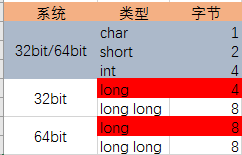 系统 类型 字节
32bit/64bit char 1
short 2
int 4
32bit long 4
long long 8
64bit long 8
long long 8